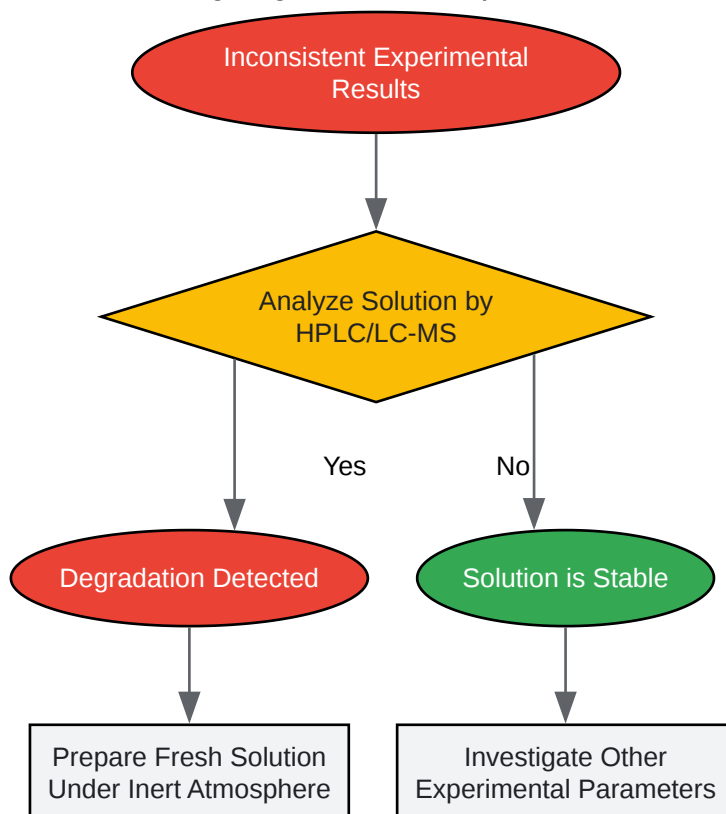 Inconsistent Experimental
Results
Analyze Solution by
HPLC/LC-MS
Yes
No
Degradation Detected
Solution is Stable
Prepare Fresh Solution
Under Inert Atmosphere
Investigate Other
Experimental Parameters